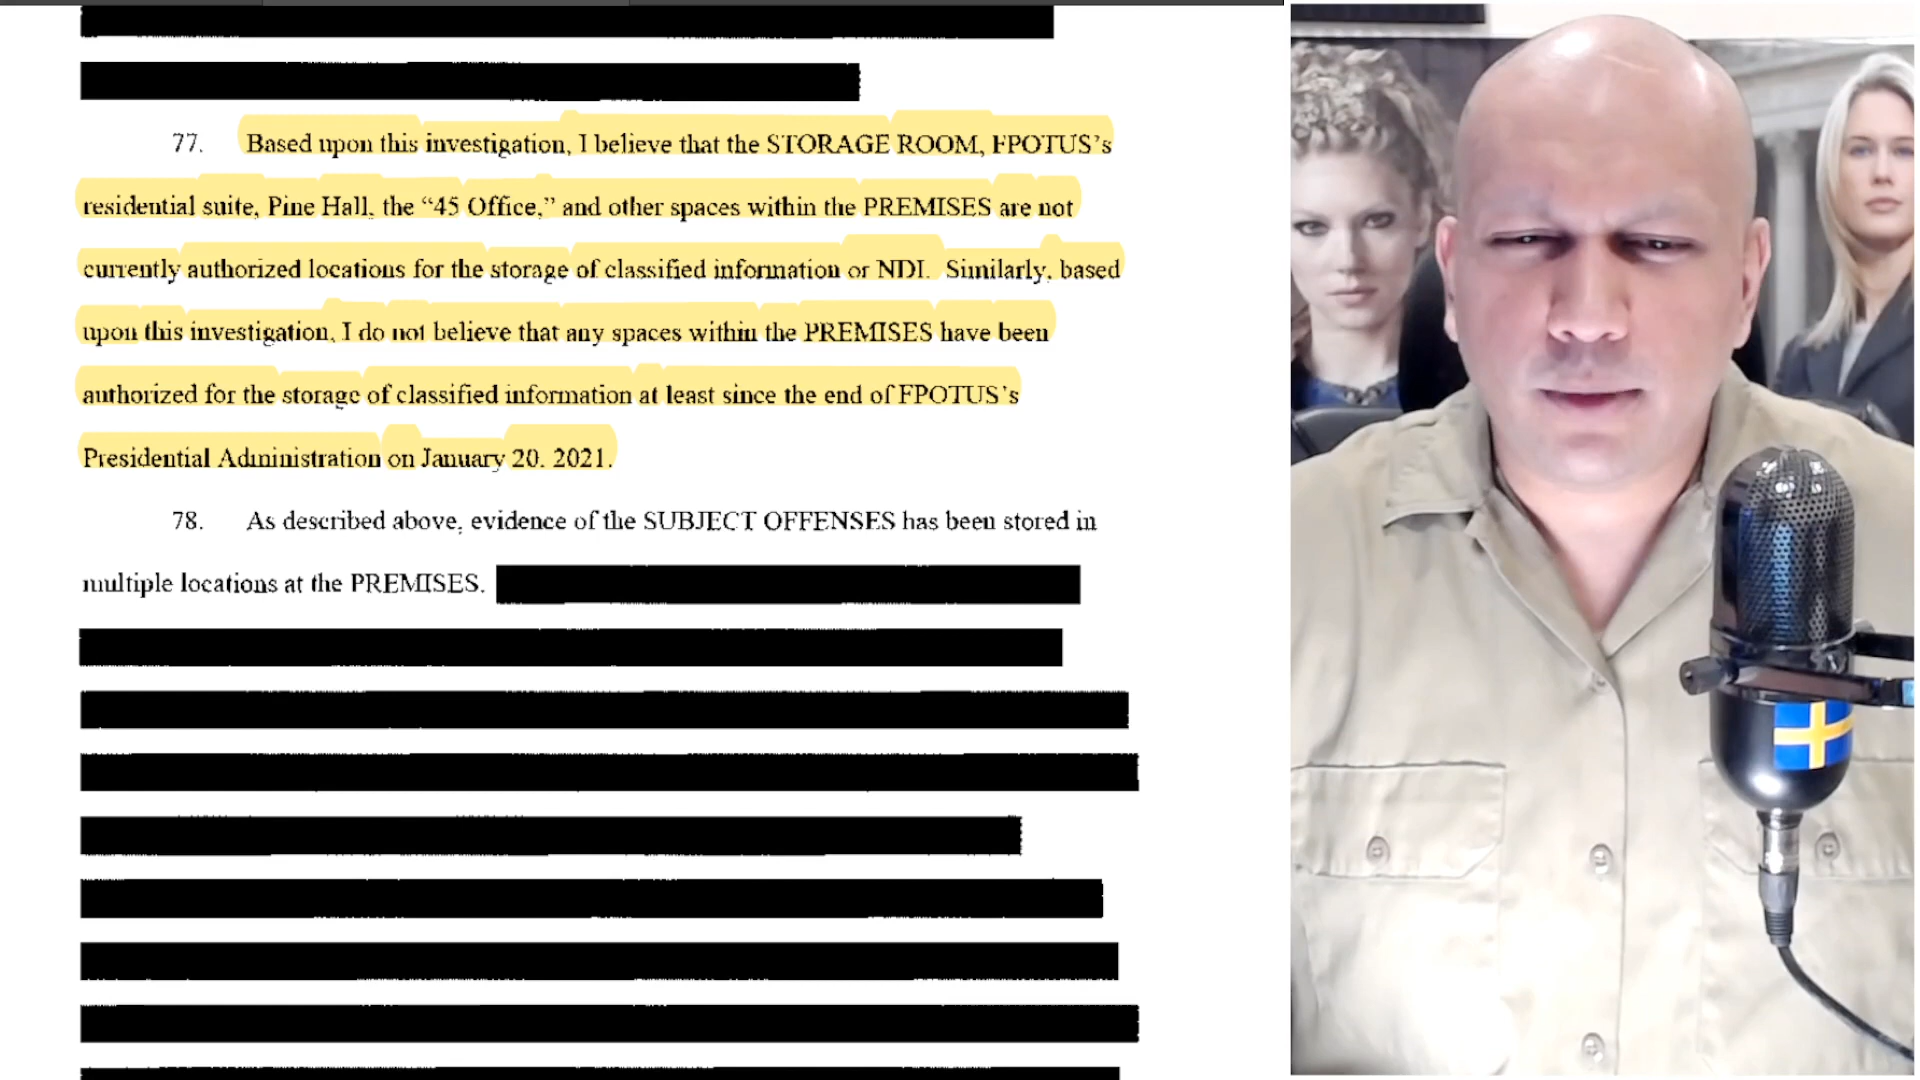 77. Based upon this investigation, I believe that the STORAGE ROOM, FPOTUS's
residential suite, Pine Hall, the “45 Office,” and other spaces within the PREMISES are not
currently authorized locations for the storage of classified information or NDI. Similarly, based
upon this investigation, I do not believe that any spaces within the PREMISES have been
authorized for the storage of classified information at least since the end of FPOTUS's
Presidential Administration on January 20, 2021.
78. As described above, evidence of the SUBJECT OFFENSES has been stored in
multiple locations at the PREMISES.